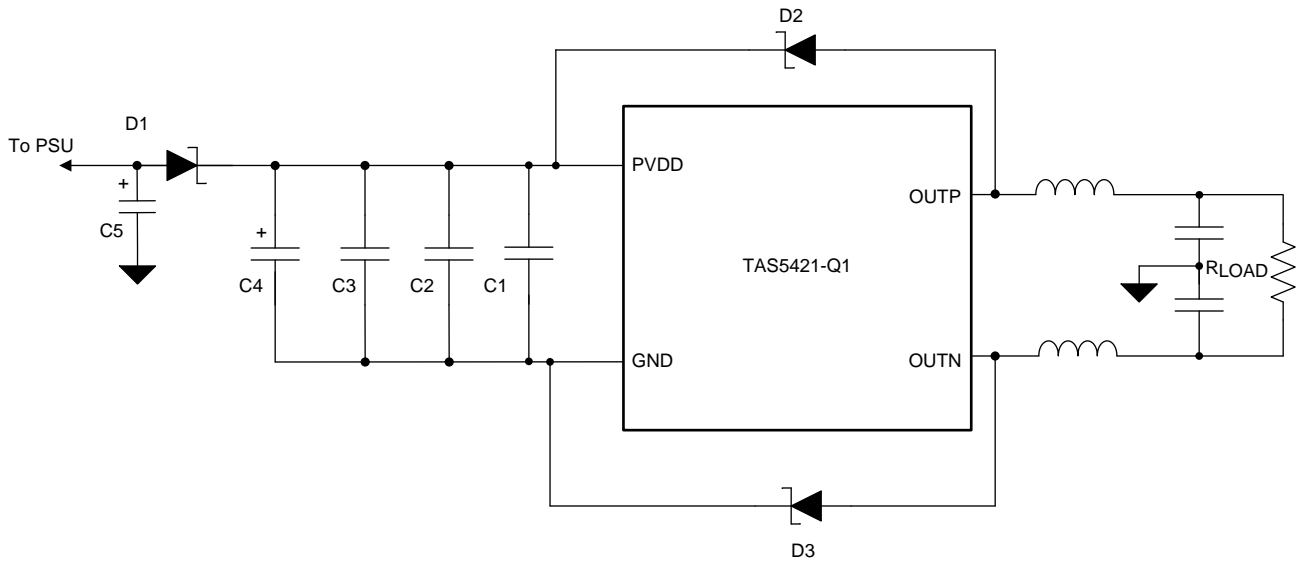 D2
D1
To PSU
PVDD
+
OUTP
C5
+
C4
C3
C2
C1
TAS5421-Q1
RLOAD
GND
OUTN
D3